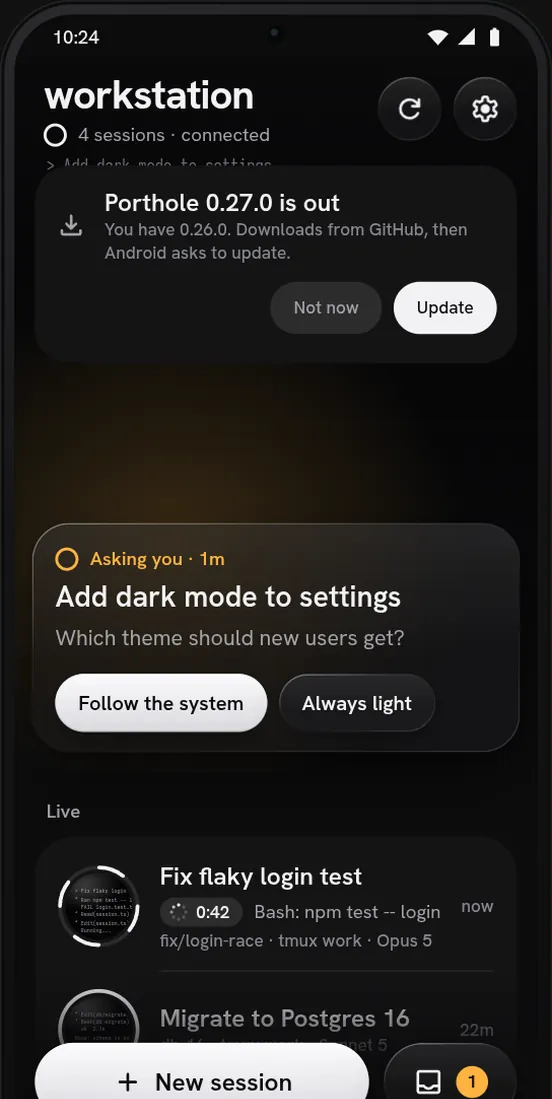 10:24
workstation
4 sessions · connected
> Add dark mode to settings
Porthole 0.27.0 is out
You have 0.26.0. Downloads from GitHub, then
Android asks to update.
Not now
Update
Asking you · 1m
Add dark mode to settings
Which theme should new users get?
Follow the system
Always light
Live
Fix flaky login test
0:42
Bash: npm test -- login
now
fix/login-race · tmux work · Opus 5
Migrate to Postgres 16
22m
New session
1